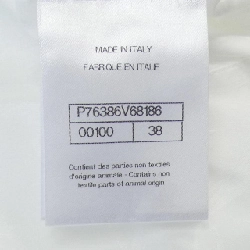 MADE IN ITALY
FABRIQUE EN ITALIE
P76386V68186
00100 38
Contient des parties non textiles
d'origine animale - Contains non
textile parts of animal origin